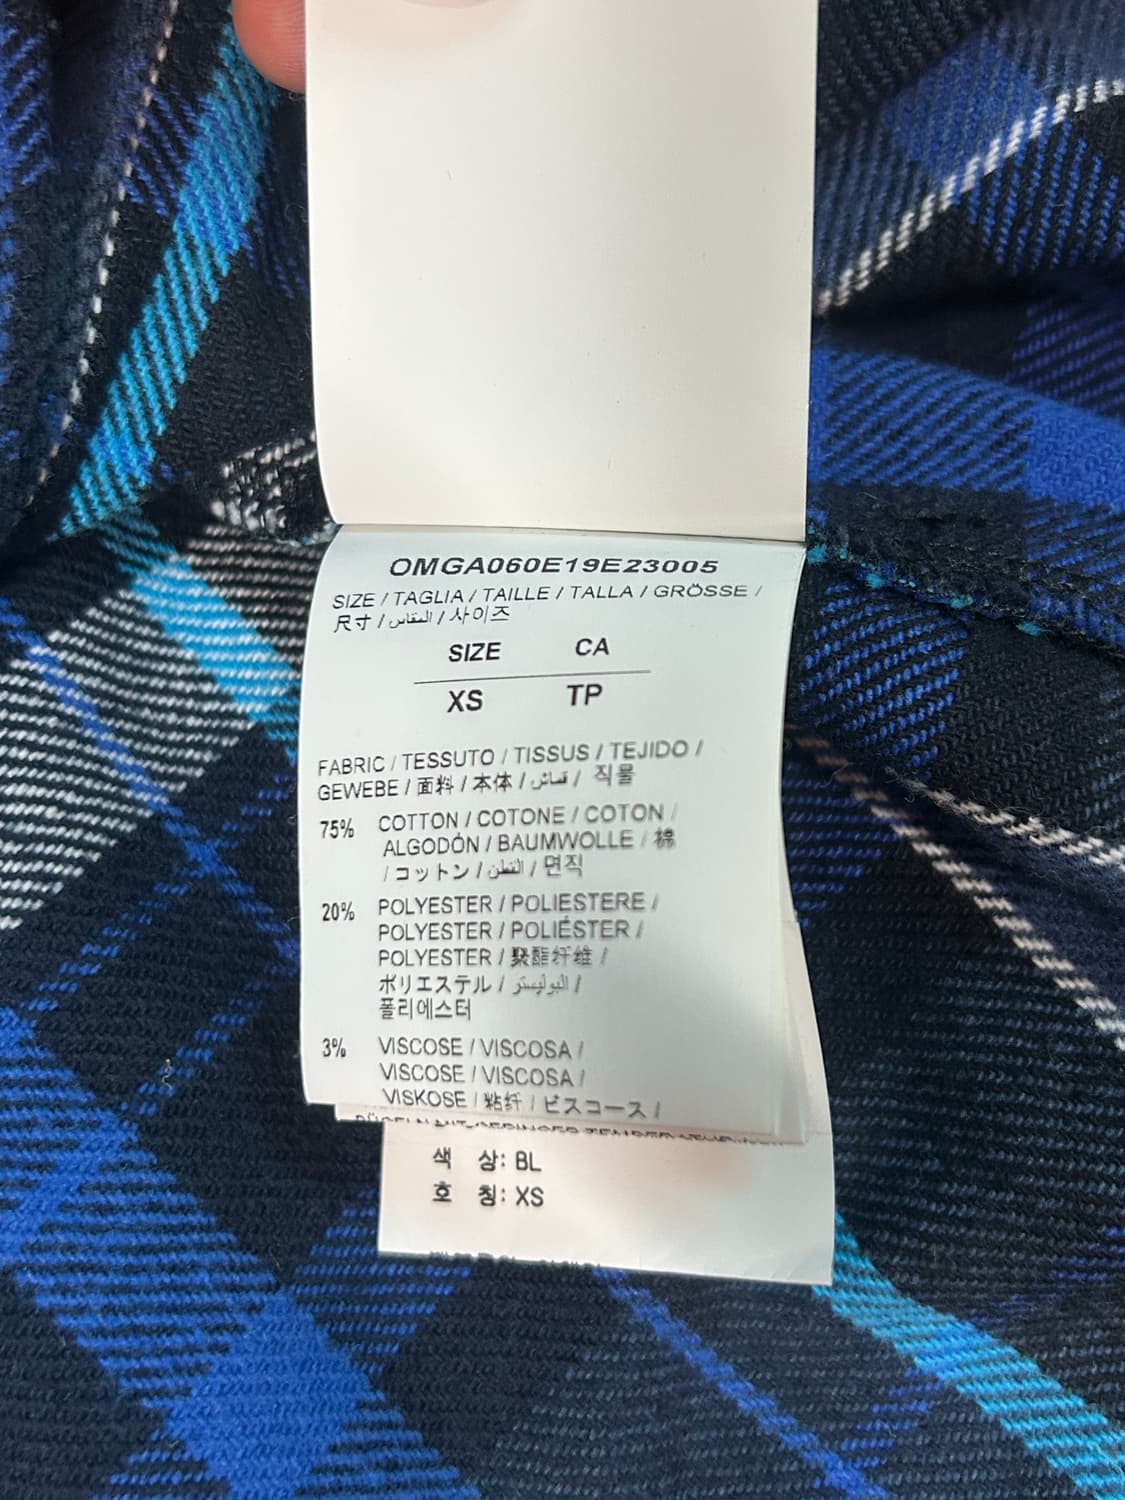 OMGA060E19E23005
SIZE / TAGLIA / TAILLE / TALLA / GRÖSSE /
尺寸 / المقاس / 사이즈
SIZE CA
XS TP
FABRIC / TESSUTO / TISSUS / TEJIDO /
GEWEBE / 面料 / 本体 / قماش / 직물
75% COTTON / COTONE / COTON /
ALGODÓN / BAUMWOLLE / 棉
/ コットン / القطن / 면직
20% POLYESTER / POLIESTERE /
POLYESTER / POLIÉSTER /
POLYESTER / 聚酯纤维 /
ポリエステル / البوليستر /
폴리에스터
3% VISCOSE / VISCOSA /
VISCOSE / VISCOSA /
VISKOSE / 粘纤 / ビスコース /
색 상: BL
호 칭: XS